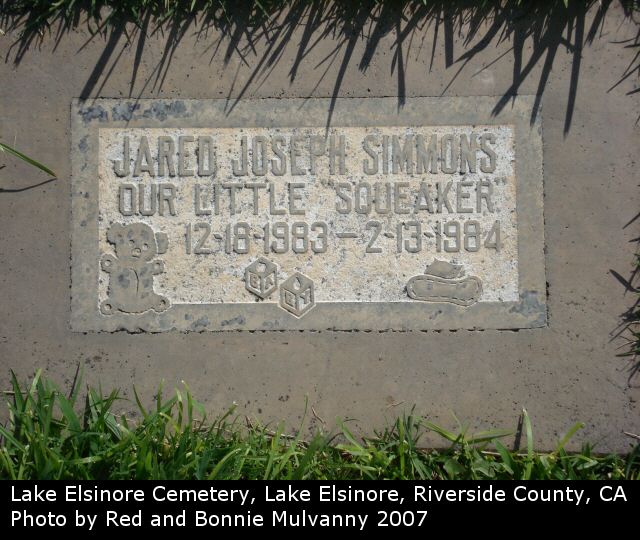 JARED JOSEPH SIMMONS
OUR LITTLE "SQUEAKER"
12-18-1983 - 2-13-1984
Lake Elsinore Cemetery, Lake Elsinore, Riverside County, CA
Photo by Red and Bonnie Mulvanny 2007